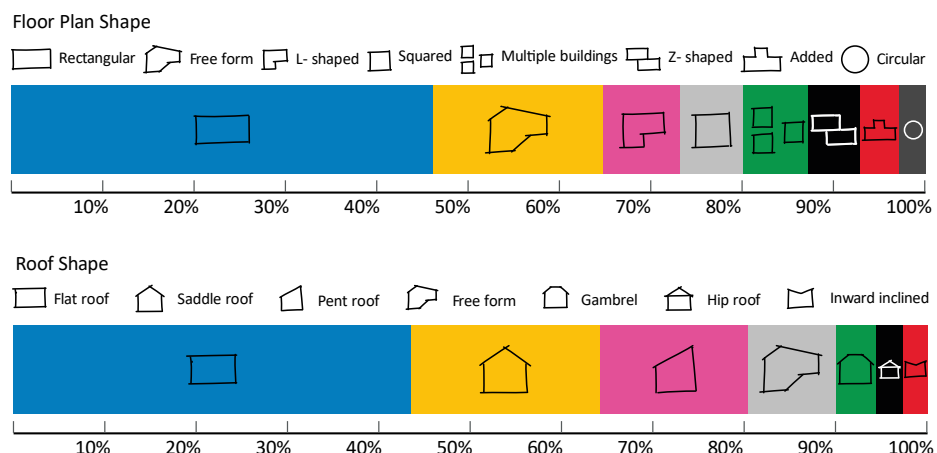 Floor Plan Shape
Rectangular Free form L- shaped Squared Multiple buildings Z- shaped Added Circular
10% 20% 30% 40% 50% 60% 70% 80% 90% 100%
Roof Shape
Flat roof Saddle roof Pent roof Free form Gambrel Hip roof Inward inclined
10% 20% 30% 40% 50% 60% 70% 80% 90% 100%